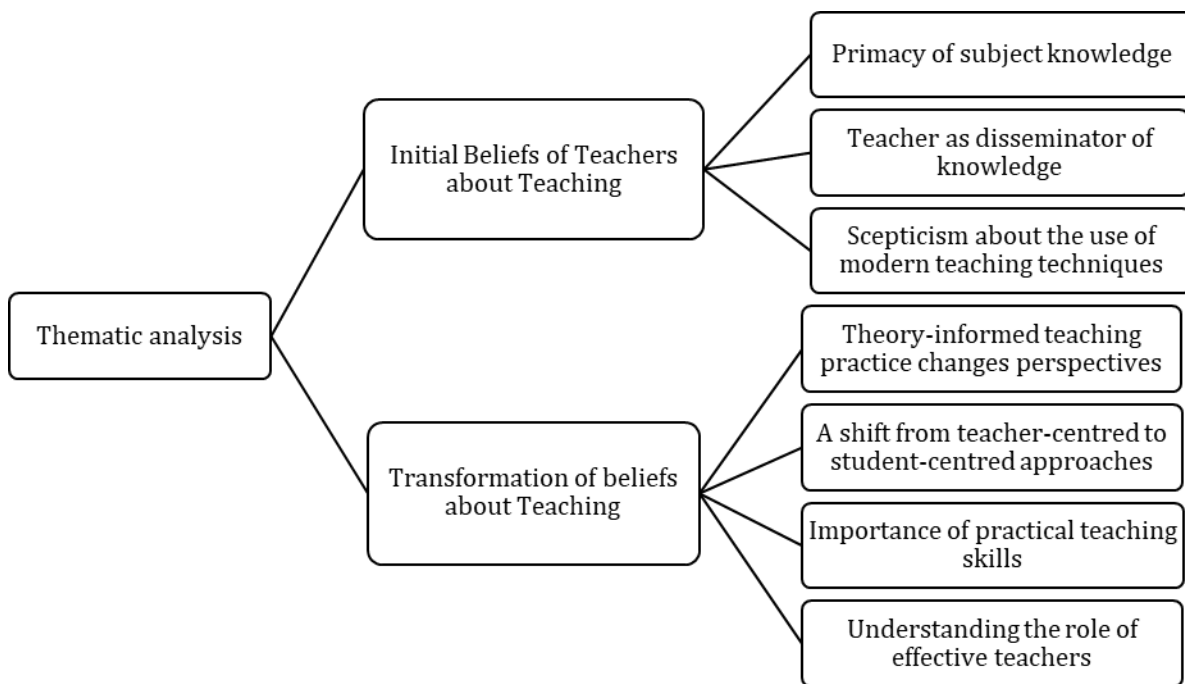 Thematic analysis
Initial Beliefs of Teachers
about Teaching
Primacy of subject knowledge
Teacher as disseminator of
knowledge
Scepticism about the use of
modern teaching techniques
Transformation of beliefs
about Teaching
Theory-informed teaching
practice changes perspectives
A shift from teacher-centred to
student-centred approaches
Importance of practical teaching
skills
Understanding the role of
effective teachers